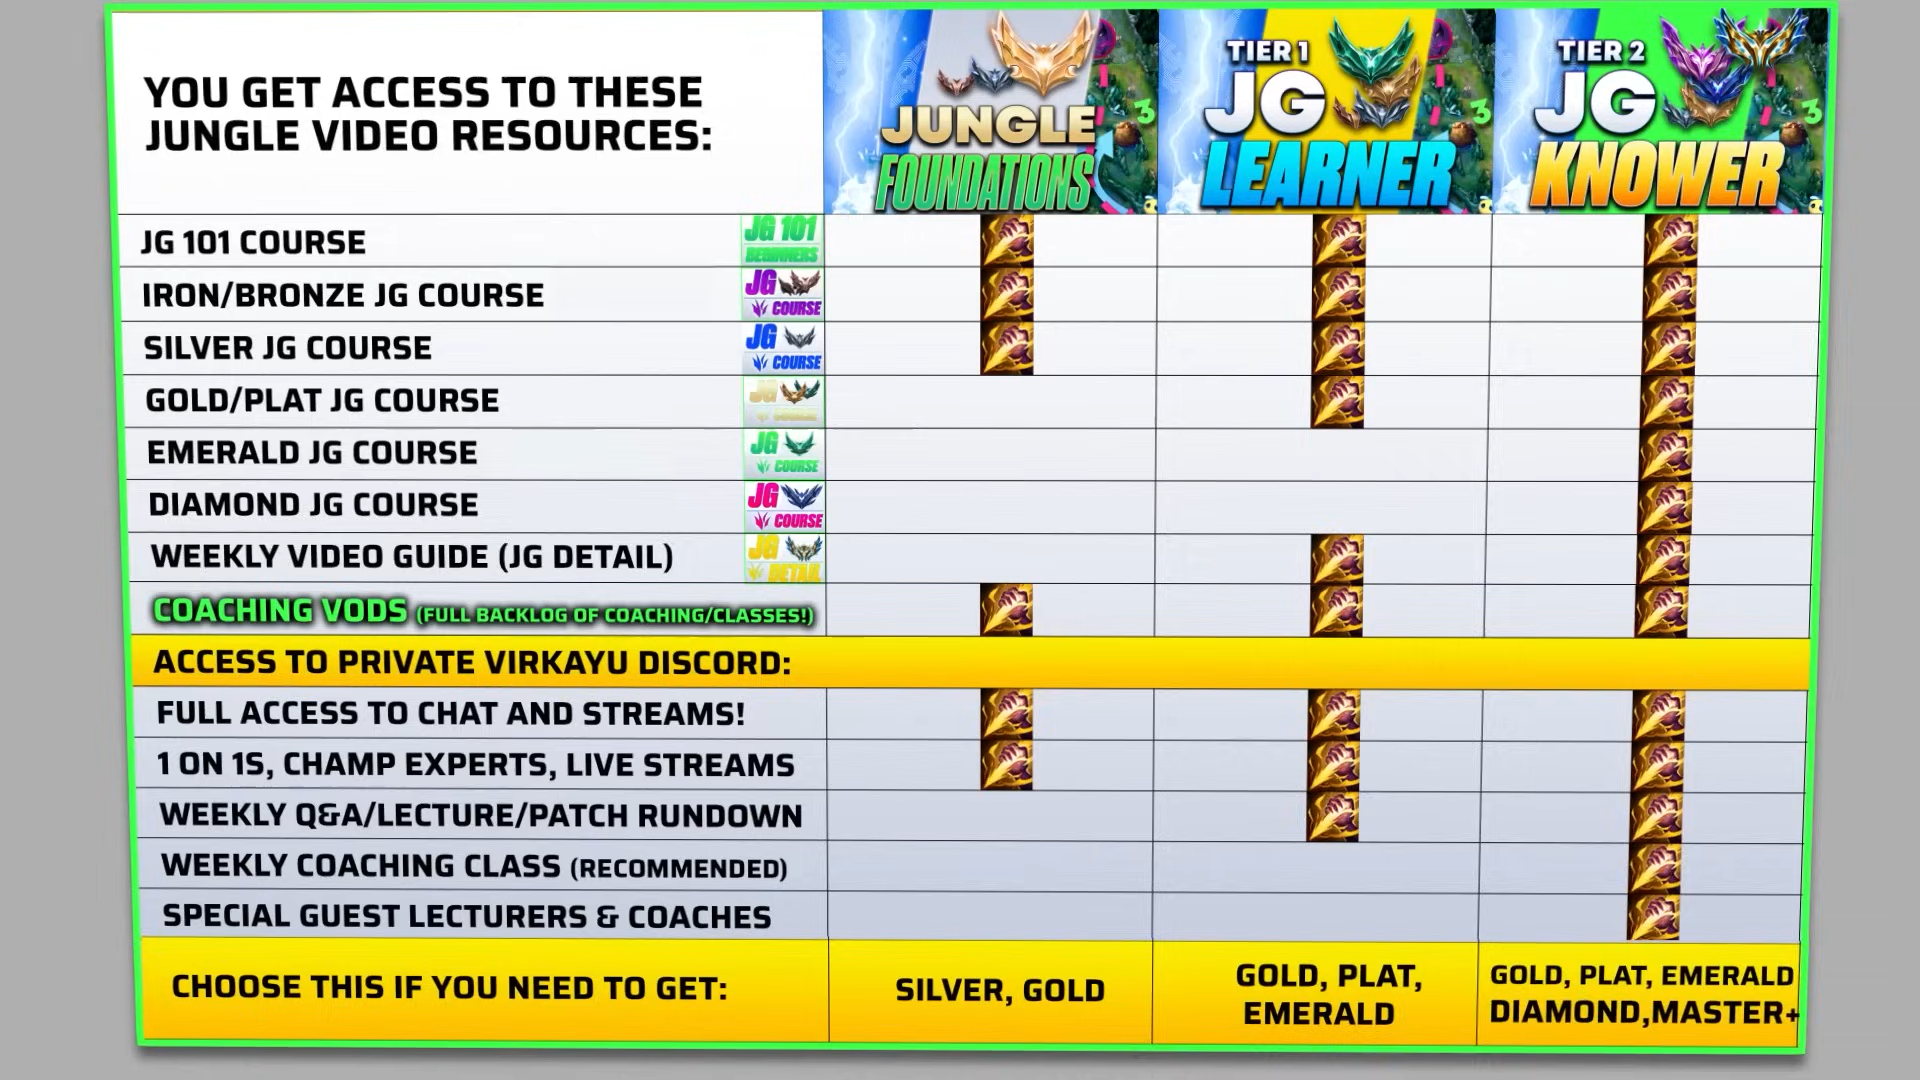 YOU GET ACCESS TO THESE
JUNGLE VIDEO RESOURCES:
JUNGLE
FOUNDATIONS
3
TIER 1
JG
LEARNER
3
TIER 2
JG
KNOWER
3
JG 101 COURSE
JG 101
BEGINNERS
IRON/BRONZE JG COURSE
JG
COURSE
SILVER JG COURSE
JG
COURSE
GOLD/PLAT JG COURSE
JG
COURSE
EMERALD JG COURSE
JG
COURSE
DIAMOND JG COURSE
JG
COURSE
WEEKLY VIDEO GUIDE (JG DETAIL)
JG
DETAIL
COACHING VODS (FULL BACKLOG OF COACHING/CLASSES!)
ACCESS TO PRIVATE VIRKAYU DISCORD:
FULL ACCESS TO CHAT AND STREAMS!
1 ON 1S, CHAMP EXPERTS, LIVE STREAMS
WEEKLY Q&A/LECTURE/PATCH RUNDOWN
WEEKLY COACHING CLASS (RECOMMENDED)
SPECIAL GUEST LECTURERS & COACHES
CHOOSE THIS IF YOU NEED TO GET:
SILVER, GOLD
GOLD, PLAT,
EMERALD
GOLD, PLAT, EMERALD
DIAMOND,MASTER+